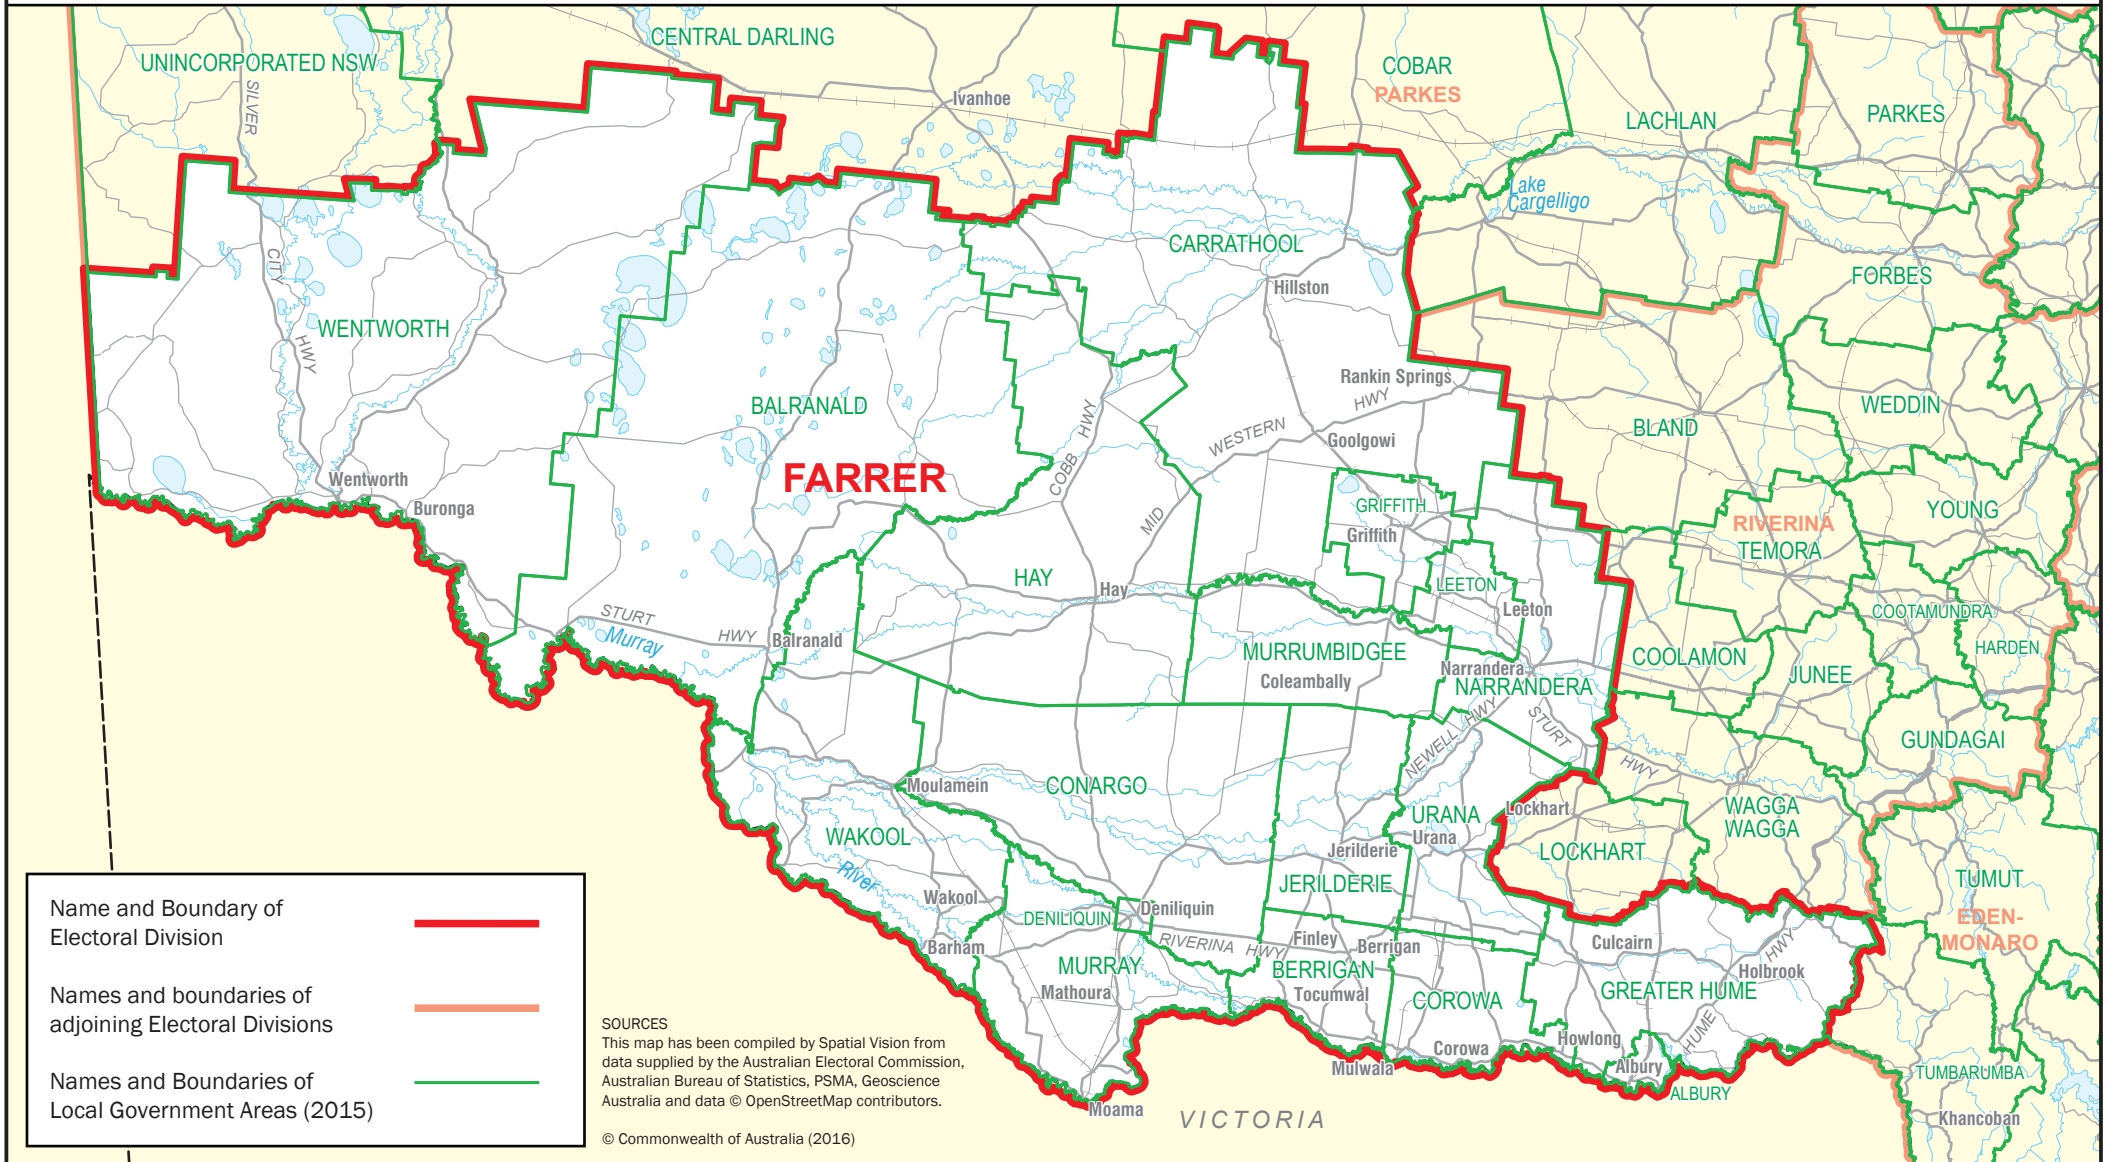 CENTRAL DARLING
UNINCORPORATED NSW
SILVER
COBAR
PARKES
Ivanhoe
LACHLAN
PARKES
Lake
Cargelligo
CARRATHOOL
CITY
Hillston
FORBES
WENTWORTH
HWY
Rankin Springs
HWY
BALRANALD
HWY
WEDDIN
BLAND
WESTERN
Goolgowi
FARRER
COBB
Wentworth
Buronga
GRIFFITH
YOUNG
MID
RIVERINA
Griffith
TEMORA
HAY
Hay
LEETON
Leeton
COOTAMUNDRA
STURT
HWY
Murray
Balranald
MURRUMBIDGEE
Coleambally
Narrandera
NARRANDERA
COOLAMON
HARDEN
JUNEE
HWY
STURT
NEWELL
GUNDAGAI
HWY
Moulamein
CONARGO
Lockhart
WAGGA
WAGGA
URANA
Urana
WAKOOL
Jerilderie
LOCKHART
River
JERILDERIE
TUMUT
Wakool
DENILIQUIN
Deniliquin
EDEN-
MONARO
RIVERINA
HWY
Finley
Berrigan
Culcairn
HWY
Barham
MURRAY
BERRIGAN
Holbrook
Mathoura
Tocumwal
COROWA
GREATER HUME
HUME
Howlong
Corowa
Mulwala
Albury
ALBURY
TUMBARUMBA
Moama
VICTORIA
Khancoban
Name and Boundary of
Electoral Division
Names and boundaries of
adjoining Electoral Divisions
Names and Boundaries of
Local Government Areas (2015)
SOURCES
This map has been compiled by Spatial Vision from
data supplied by the Australian Electoral Commission,
Australian Bureau of Statistics, PSMA, Geoscience
Australia and data © OpenStreetMap contributors.
© Commonwealth of Australia (2016)